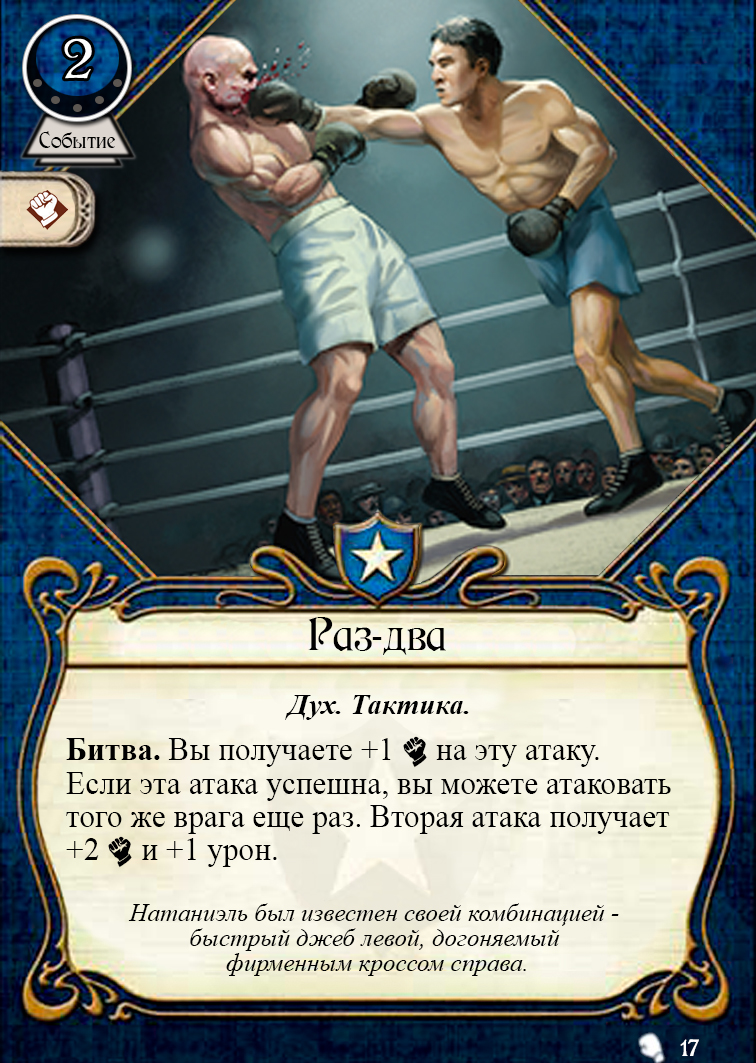 2
Событие
Раз-два
Дух. Тактика.
Битва. Вы получаете +1 на эту атаку.
Если эта атака успешна, вы можете атаковать
того же врага еще раз. Вторая атака получает
+2 и +1 урон.
Натаниэль был известен своей комбинацией -
быстрый джеб левой, догоняемый
фирменным кроссом справа.
17